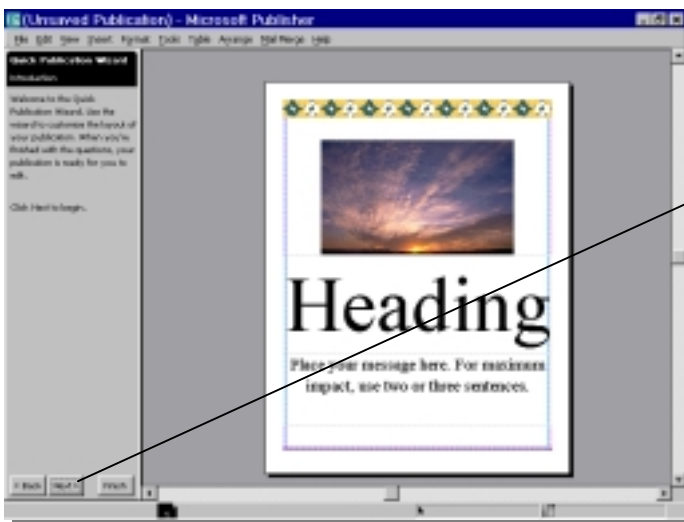 (Unsaved Publication) - Microsoft Publisher
File Edit View Insert Format Tools Table Arrange Mail Merge Help
Quick Publication Wizard
Introduction
Welcome to the Quick
Publication Wizard. Use the
wizard to customize the layout of
your publication. When you're
finished with the questions, your
publication is ready for you to
edit.
Click Next to begin.
Heading
Place your message here. For maximum
impact, use two or three sentences.
< Back Next > Finish